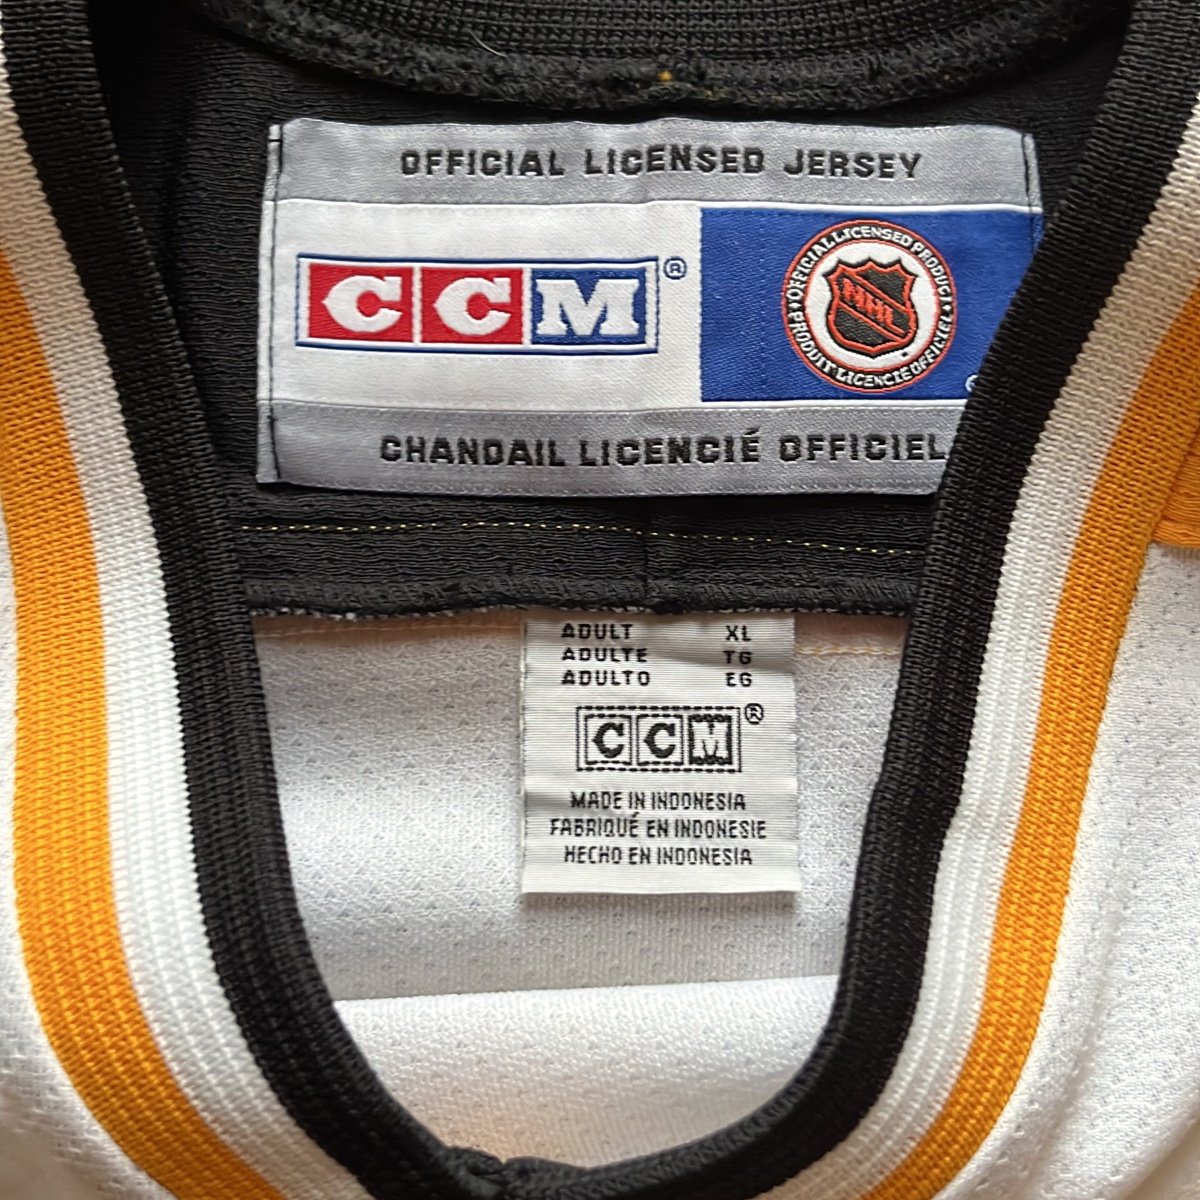 OFFICIAL LICENSED JERSEY
CCM®
OFFICIAL LICENSED PRODUCT
NHL
PRODUIT LICENCIÉ OFFICIEL
CHANDAIL LICENCIÉ OFFICIEL
ADULT XL
ADULTE TG
ADULTO EG
CCM®
MADE IN INDONESIA
FABRIQUÉ EN INDONESIE
HECHO EN INDONESIA